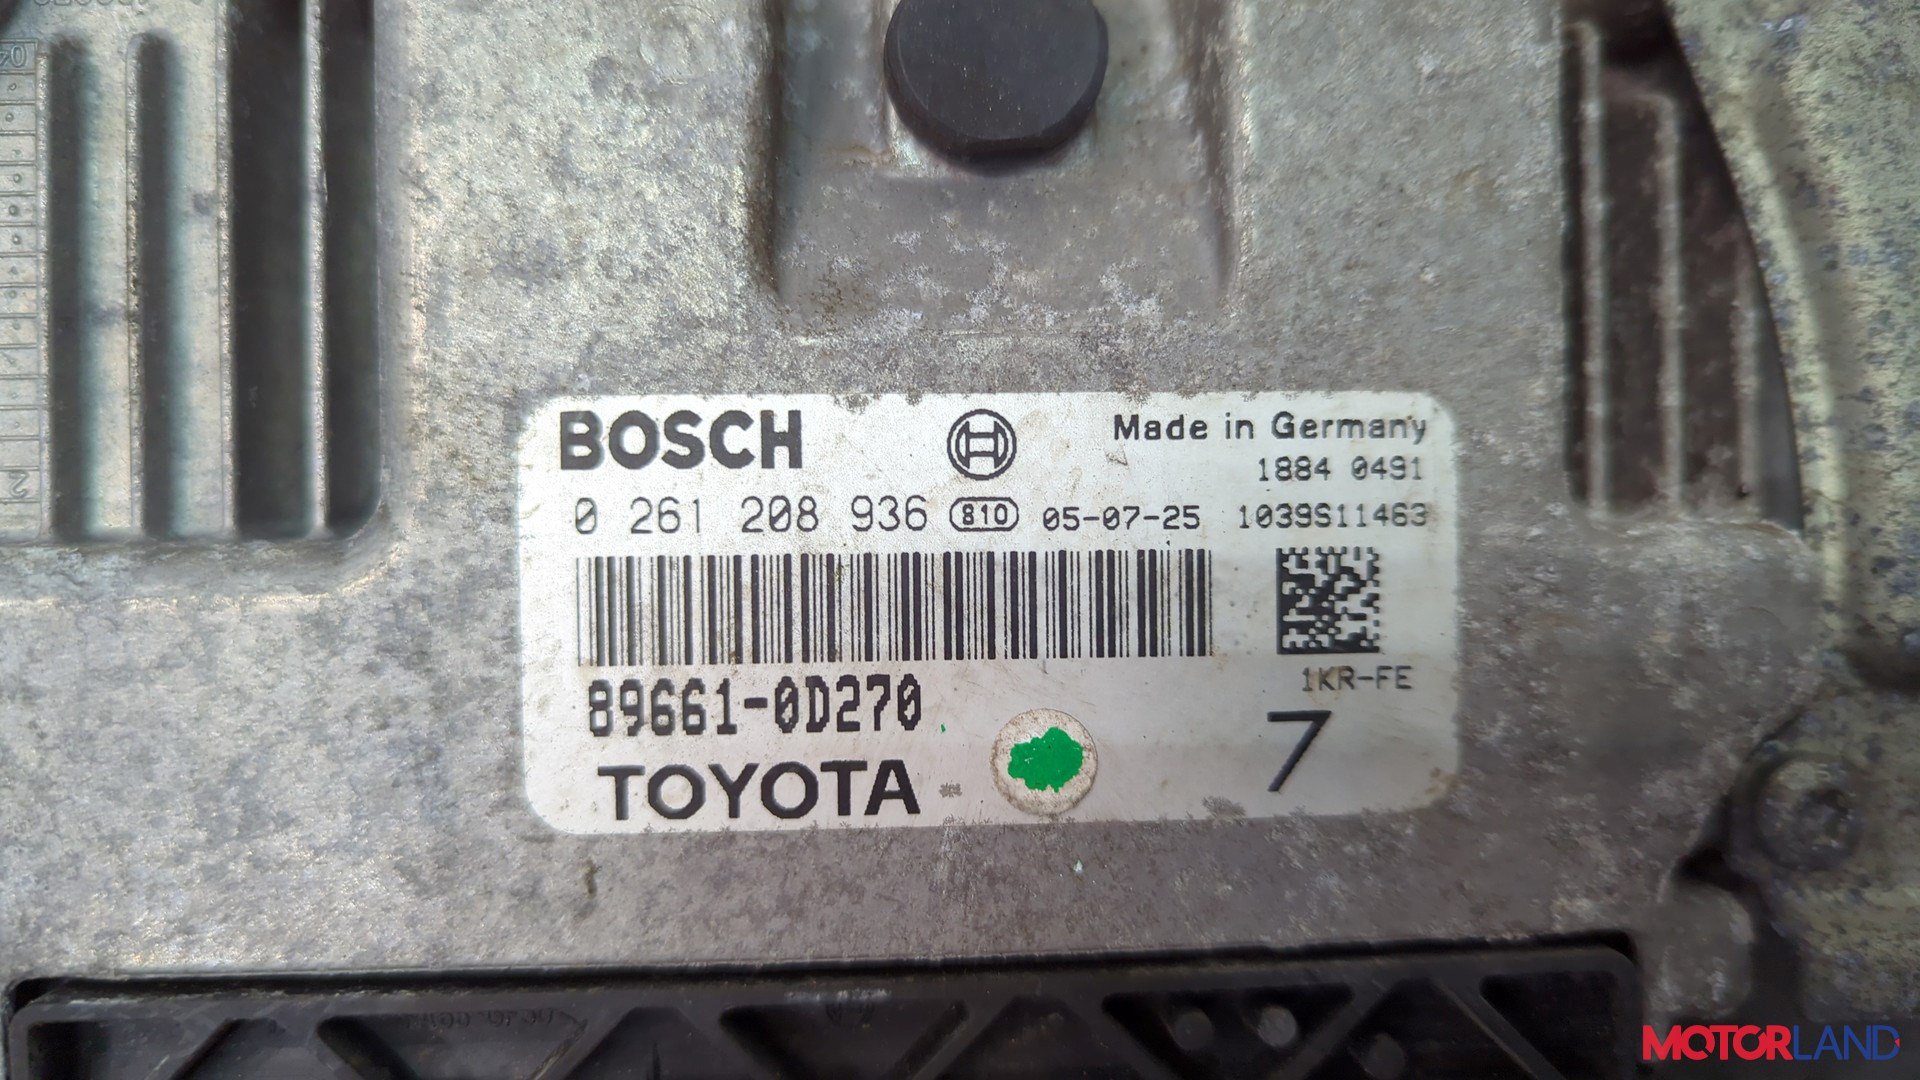 BOSCH
Made in Germany
1884 0491
0 261 208 936 810 05-07-25 1039S11463
89661-0D270
1KR-FE
TOYOTA
7
MOTORLAND